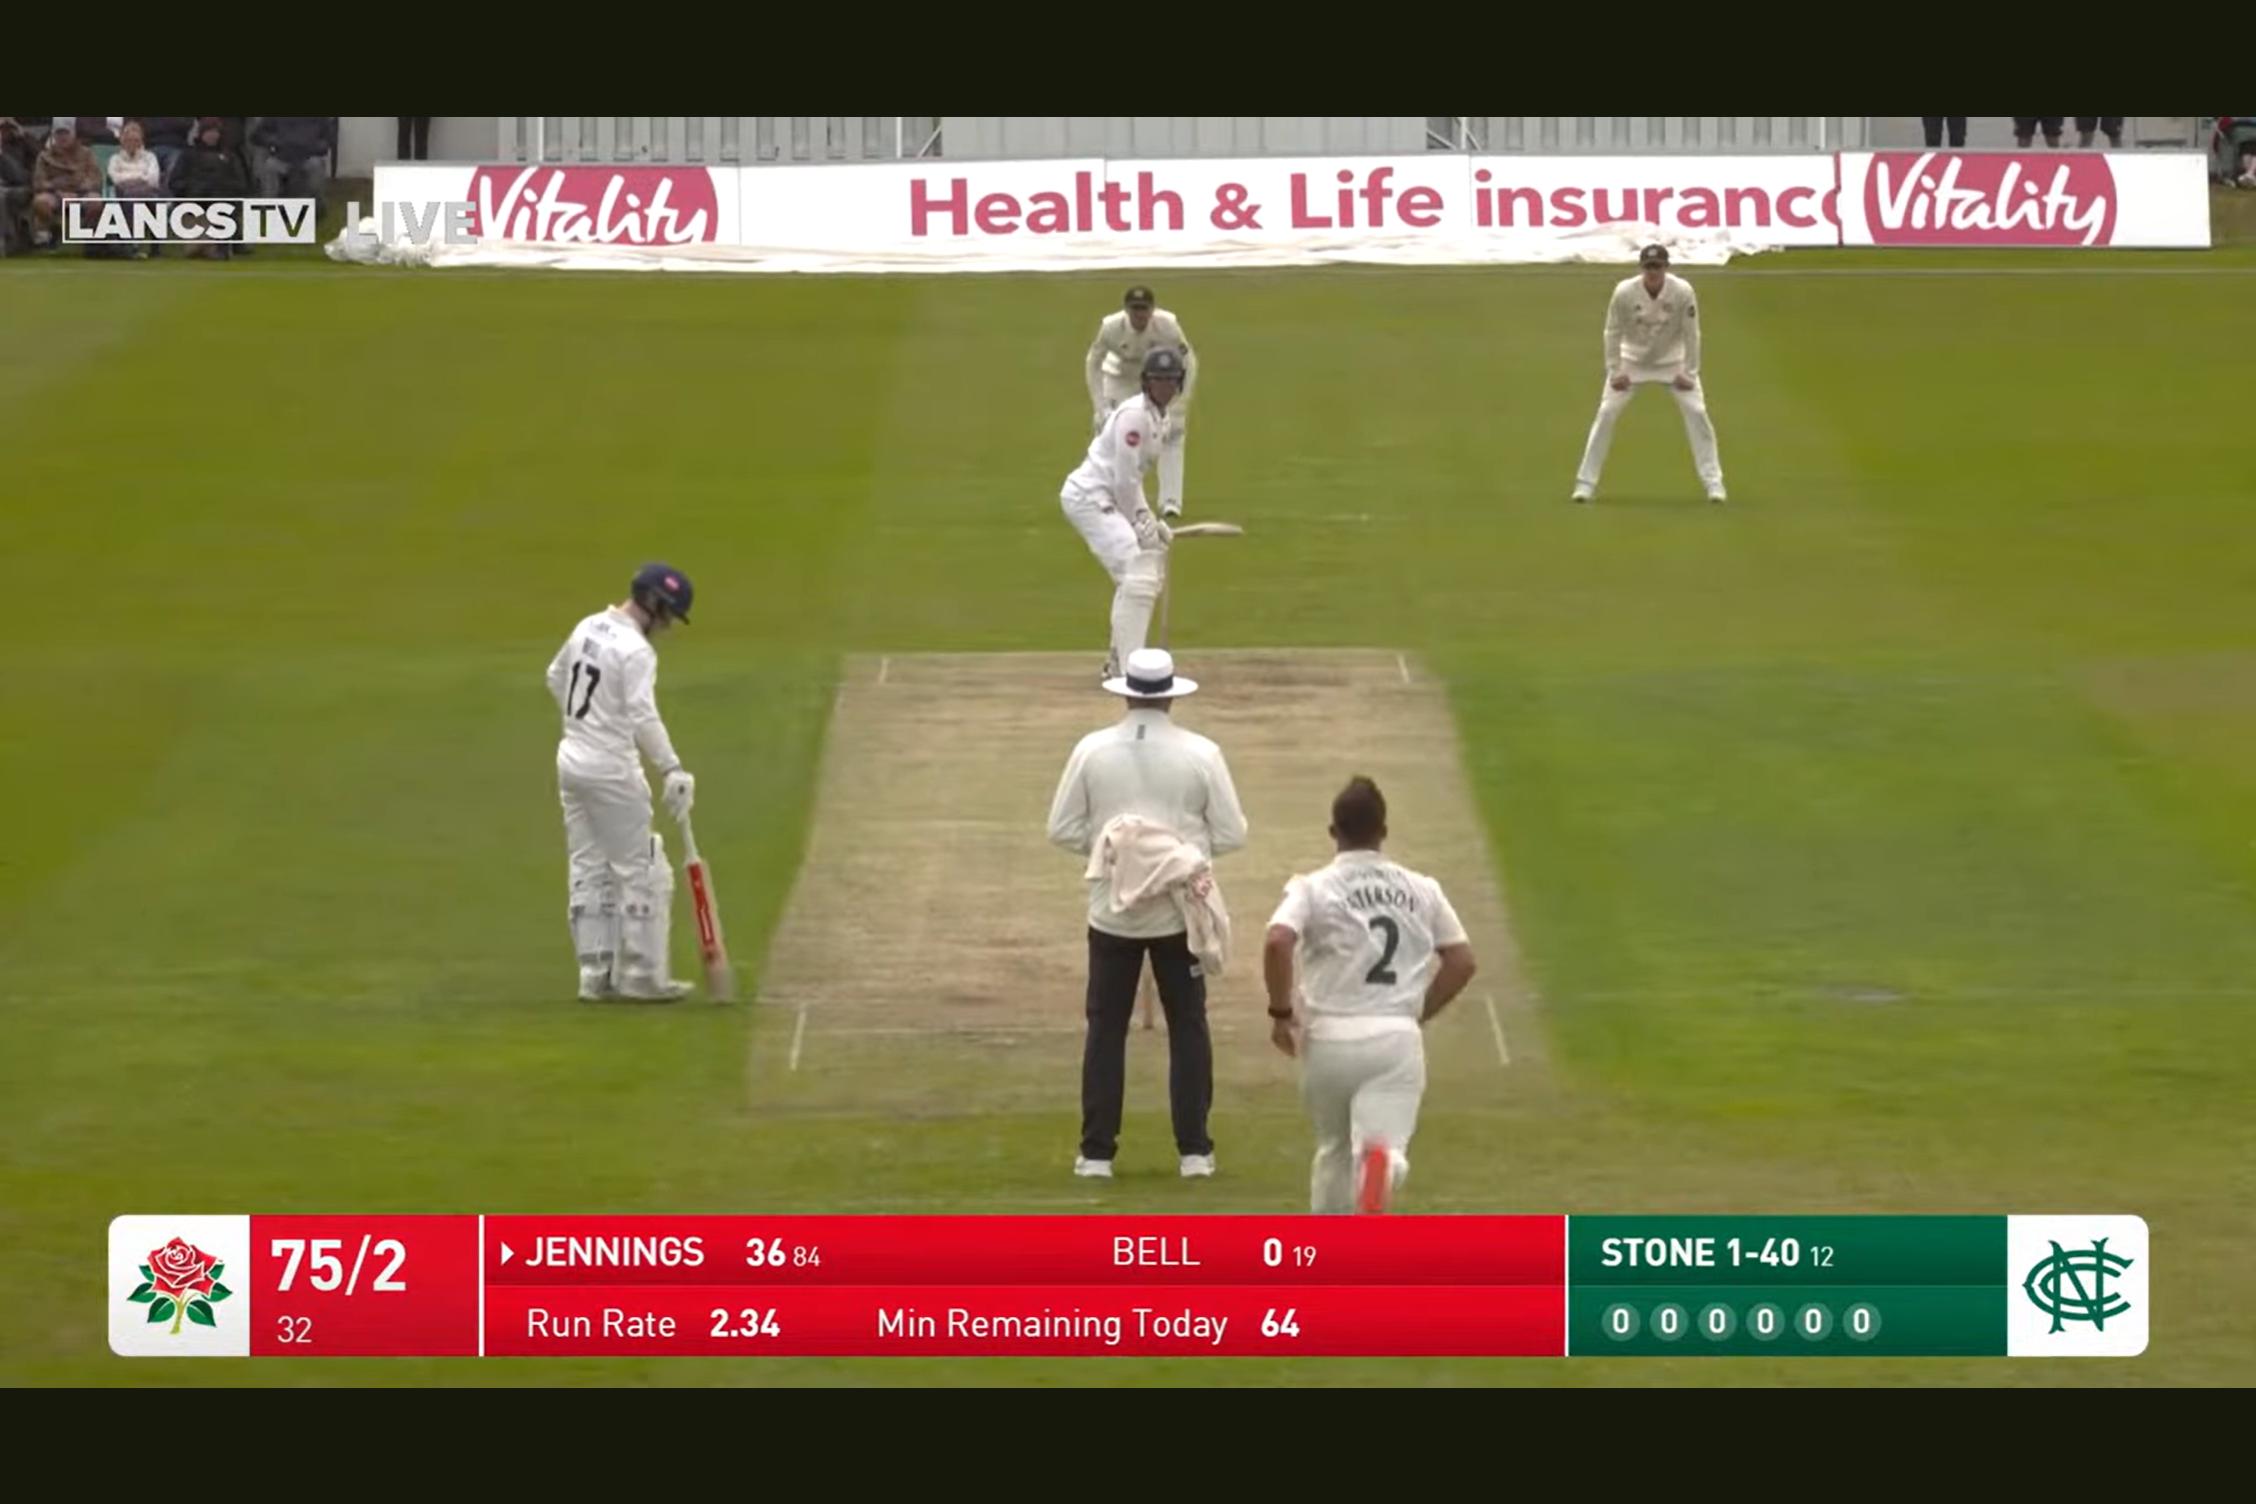 LANCS TV LIVE
Vitality
Health & Life insuranc
Vitality
17
2
75/2
32
JENNINGS 36 84
BELL 0 19
Run Rate 2.34
Min Remaining Today 64
STONE 1-40 12
0 0 0 0 0 0